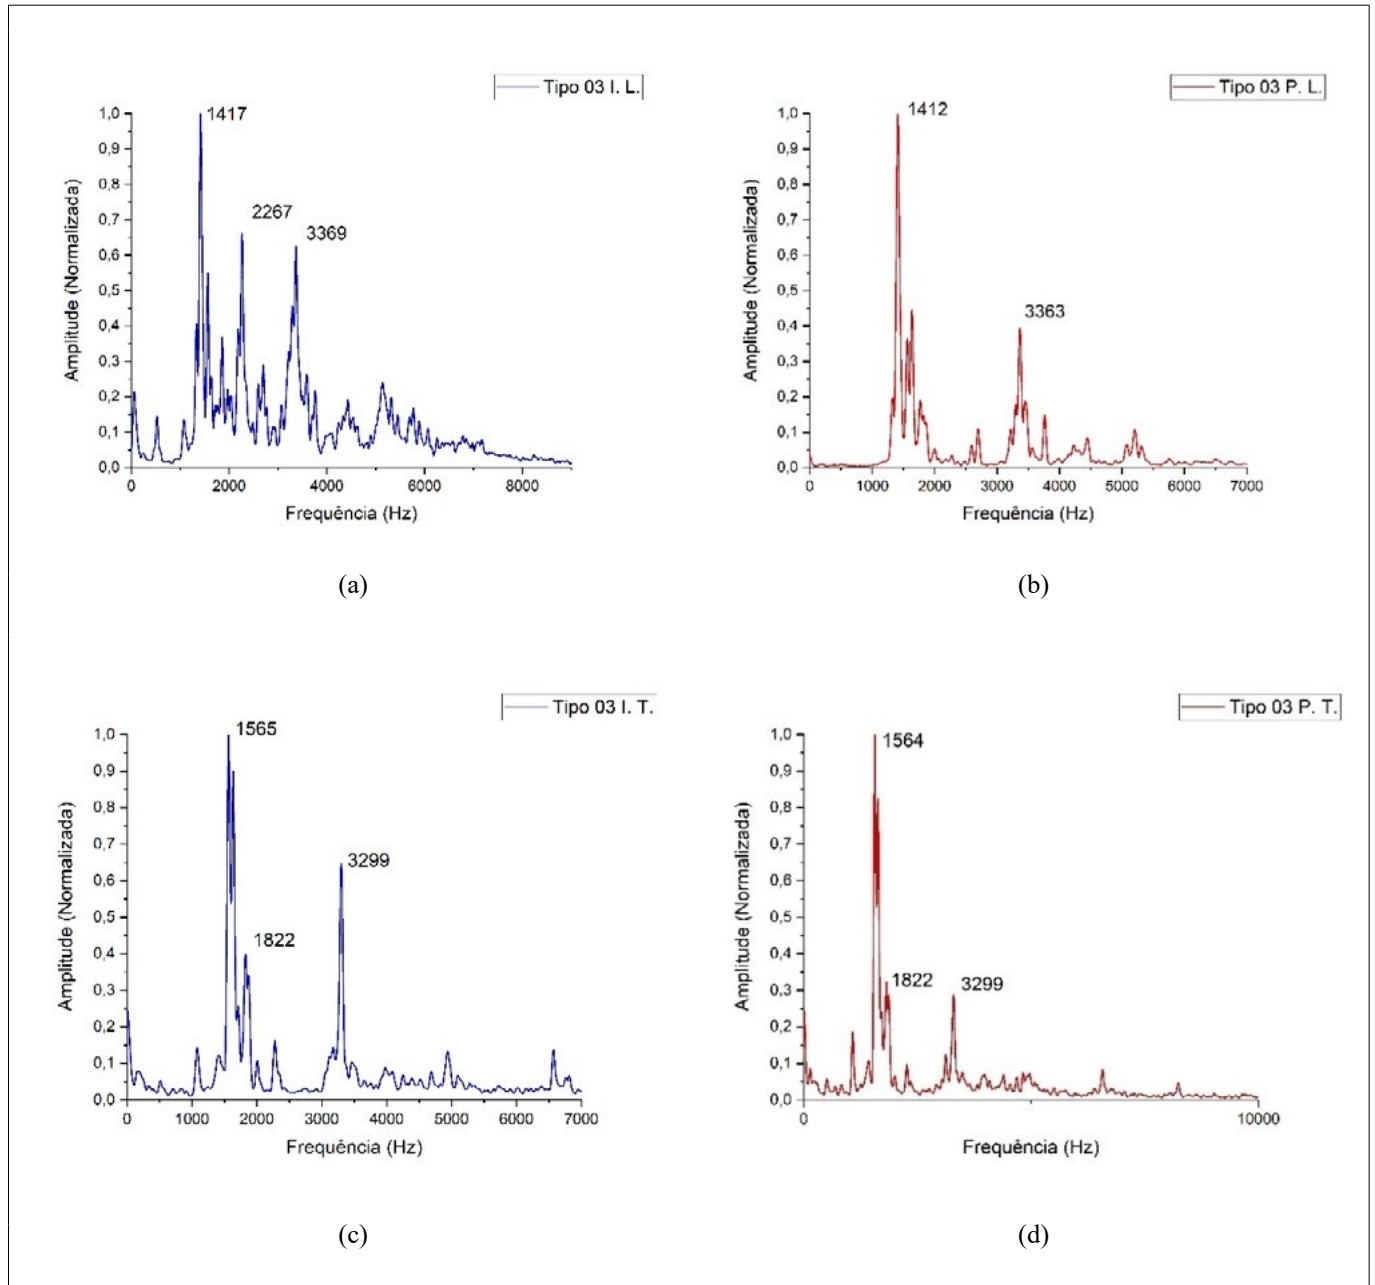 Tipo 03 I. L.
1,0
0,9
0,8
0,7
0,6
0,5
0,4
0,3
0,2
0,1
0,0
Amplitude (Normalizada)
1417
2267
3369
0 2000 4000 6000 8000
Frequência (Hz)
(a)
Tipo 03 P. L.
1,0
0,9
0,8
0,7
0,6
0,5
0,4
0,3
0,2
0,1
0,0
Amplitude (Normalizada)
1412
3363
0 1000 2000 3000 4000 5000 6000 7000
Frequência (Hz)
(b)
Tipo 03 I. T.
1,0
0,9
0,8
0,7
0,6
0,5
0,4
0,3
0,2
0,1
0,0
Amplitude (Normalizada)
1565
1822
3299
0 1000 2000 3000 4000 5000 6000 7000
Frequência (Hz)
(c)
Tipo 03 P. T.
1,0
0,9
0,8
0,7
0,6
0,5
0,4
0,3
0,2
0,1
0,0
Amplitude (Normalizada)
1564
1822
3299
0 10000
Frequência (Hz)
(d)